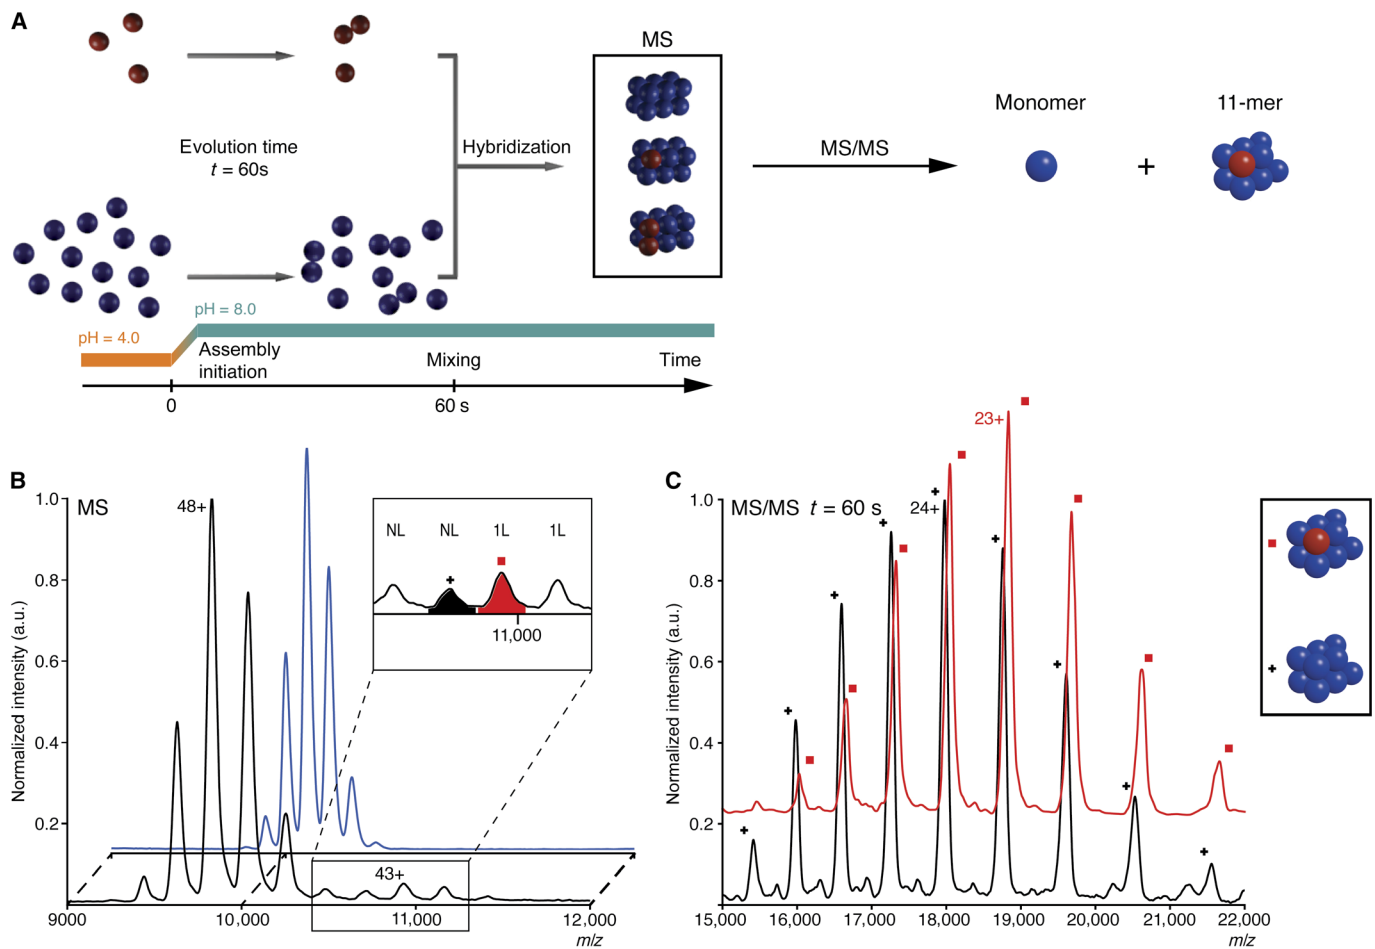 A
MS
Monomer
11-mer
Evolution time
t = 60s
Hybridization
MS/MS
+
pH = 8.0
pH = 4.0
Assembly
initiation
Mixing
Time
0
60 s
B
MS
1.0
0.8
0.6
0.4
0.2
Normalized intensity (a.u.)
48+
NL
NL
1L
1L
11,000
43+
9000
10,000
11,000
12,000
m/z
C
MS/MS t = 60 s
23+
24+
1.0
0.8
0.6
0.4
0.2
Normalized intensity (a.u.)
15,000
16,000
17,000
18,000
19,000
20,000
21,000
22,000
m/z